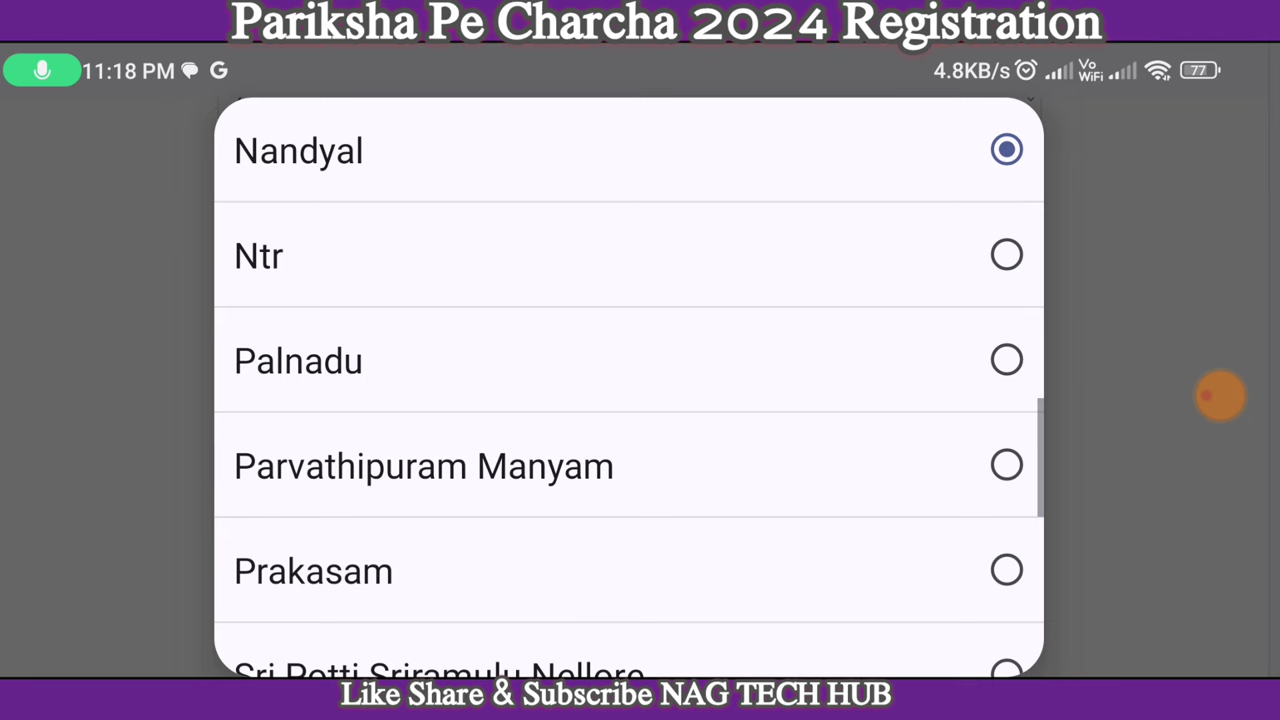 Pariksha Pe Charcha 2024 Registration
11:18 PM G 4.8KB/s Vo WiFi 77
Nandyal
Ntr
Palnadu
Parvathipuram Manyam
Prakasam
Sri Potti Sriramulu Nellore
Like Share & Subscribe NAG TECH HUB